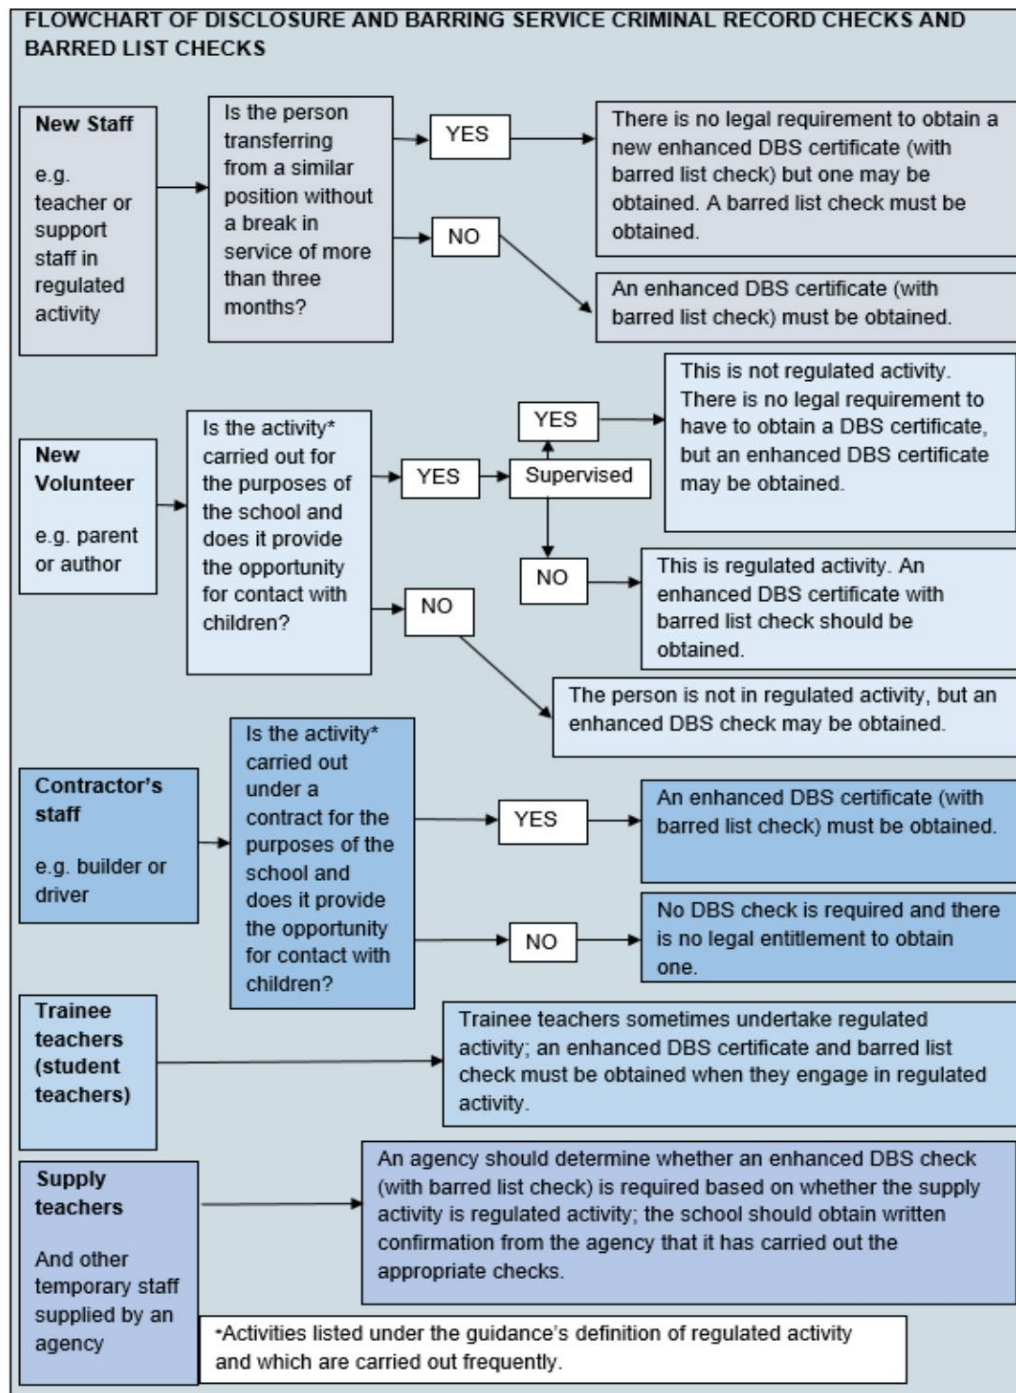 FLOWCHART OF DISCLOSURE AND BARRING SERVICE CRIMINAL RECORD CHECKS AND
BARRED LIST CHECKS
New Staff
e.g.
teacher or
support
staff in
regulated
activity
Is the person
transferring
from a similar
position without
a break in
service of more
than three
months?
YES
There is no legal requirement to obtain a
new enhanced DBS certificate (with
barred list check) but one may be
obtained. A barred list check must be
obtained.
NO
An enhanced DBS certificate (with
barred list check) must be obtained.
New
Volunteer
e.g. parent
or author
Is the activity*
carried out for
the purposes of
the school and
does it provide
the opportunity
for contact with
children?
YES
Supervised
YES
This is not regulated activity.
There is no legal requirement to
have to obtain a DBS certificate,
but an enhanced DBS certificate
may be obtained.
NO
This is regulated activity. An
enhanced DBS certificate with
barred list check should be
obtained.
NO
The person is not in regulated activity, but an
enhanced DBS check may be obtained.
Contractor's
staff
e.g. builder or
driver
Is the activity*
carried out
under a
contract for the
purposes of the
school and
does it provide
the opportunity
for contact with
children?
YES
An enhanced DBS certificate (with
barred list check) must be obtained.
NO
No DBS check is required and there
is no legal entitlement to obtain
one.
Trainee
teachers
(student
teachers)
Trainee teachers sometimes undertake regulated
activity; an enhanced DBS certificate and barred list
check must be obtained when they engage in regulated
activity.
Supply
teachers
And other
temporary staff
supplied by an
agency
An agency should determine whether an enhanced DBS check
(with barred list check) is required based on whether the supply
activity is regulated activity; the school should obtain written
confirmation from the agency that it has carried out the
appropriate checks.
*Activities listed under the guidance's definition of regulated activity
and which are carried out frequently.